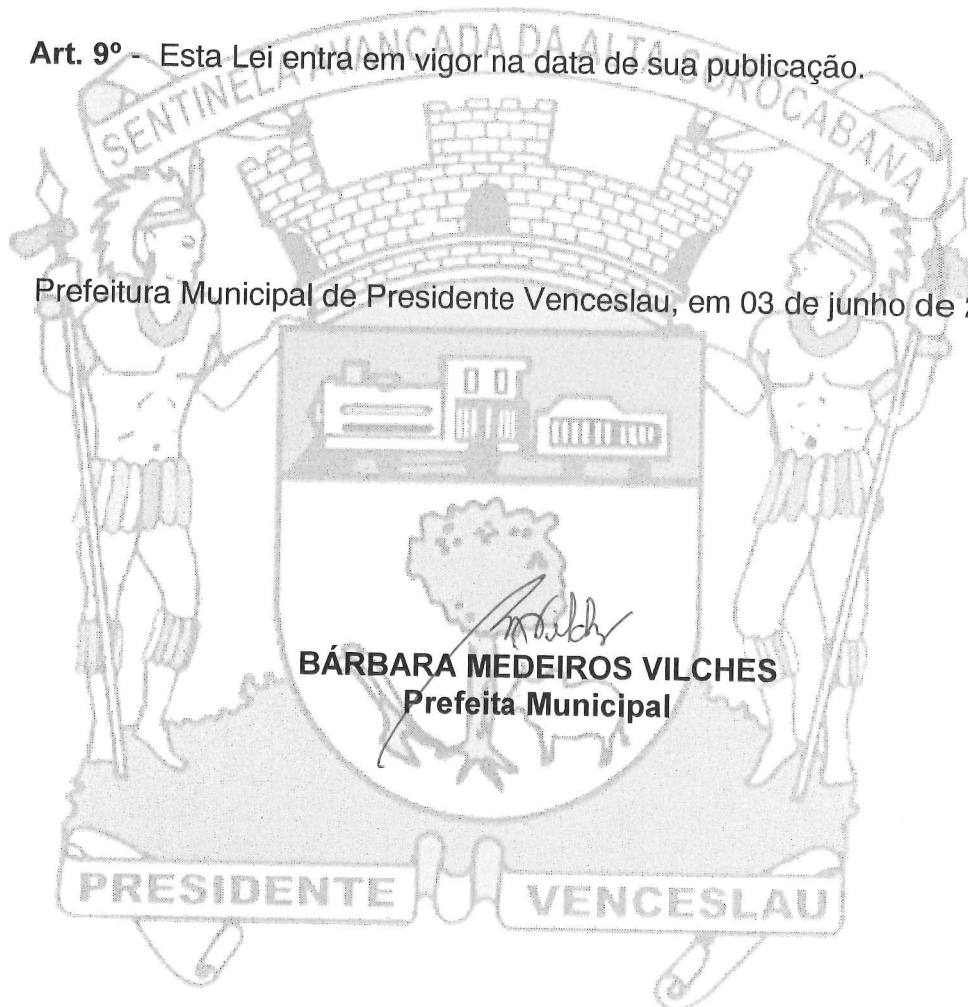 SENTINELA AVANÇADA DA ALTA SOROCABANA
Art. 9º - Esta Lei entra em vigor na data de sua publicação.
Prefeitura Municipal de Presidente Venceslau, em 03 de junho de
BÁRBARA MEDEIROS VILCHES
Prefeita Municipal
PRESIDENTE VENCESLAU